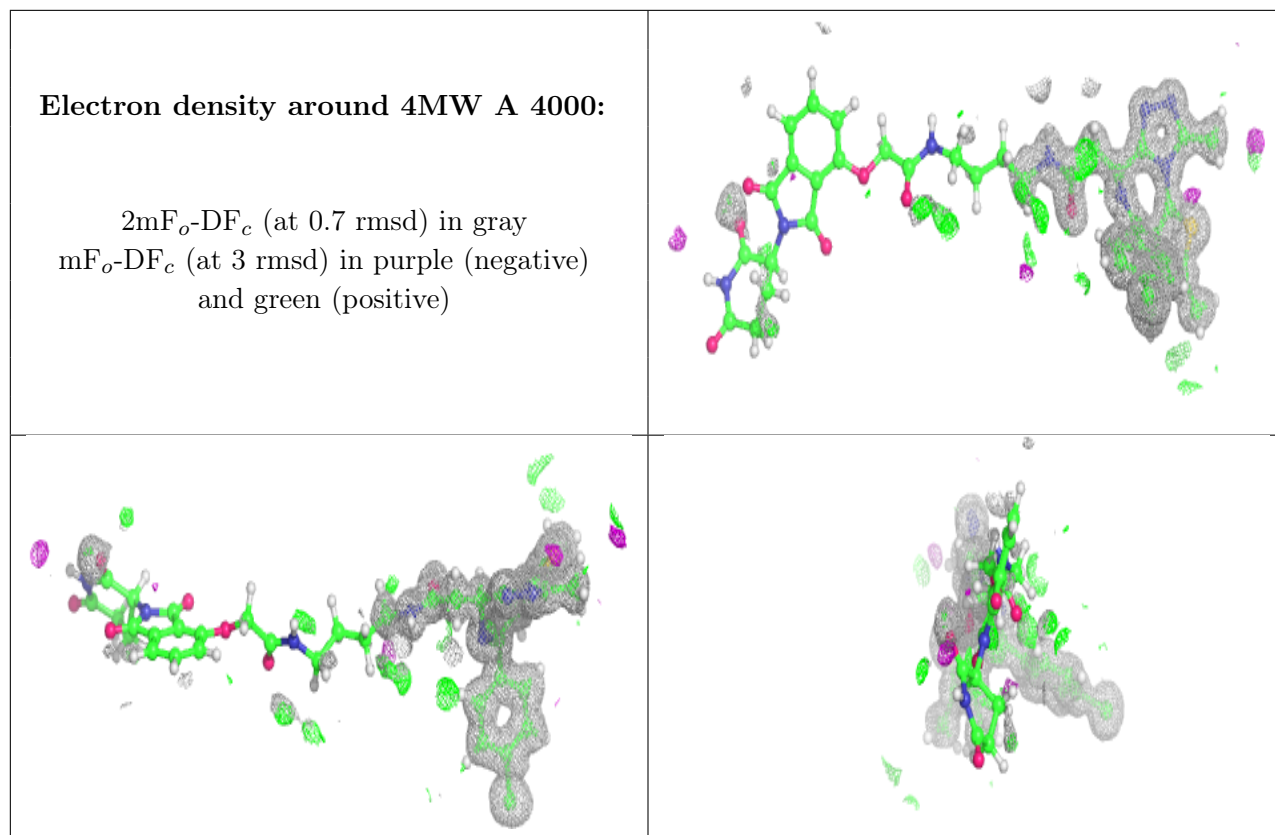 Electron density around 4MW A 4000:
2mFo-DFc (at 0.7 rmsd) in gray
mFo-DFc (at 3 rmsd) in purple (negative)
and green (positive)